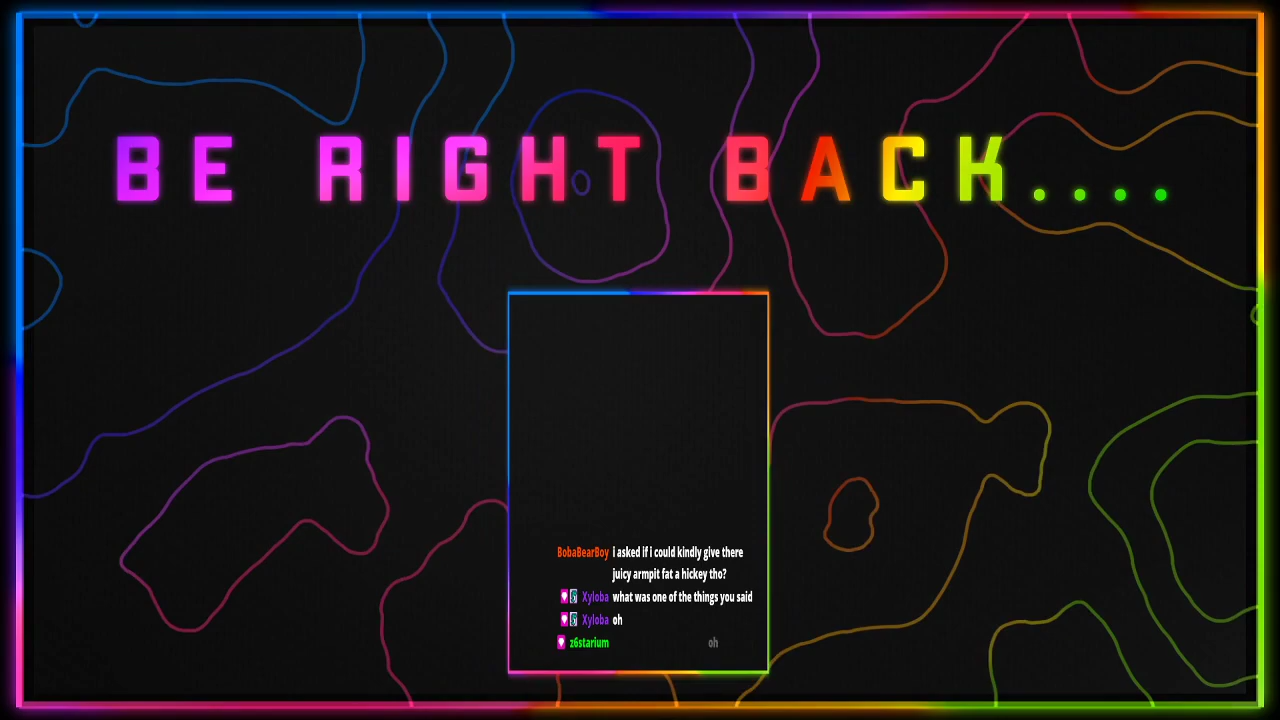 BE RIGHT BACK....
BobaBearBoy i asked if i could kindly give there
juicy armpit fat a hickey tho?
Xyloba what was one of the things you said
Xyloba oh
z6starium oh